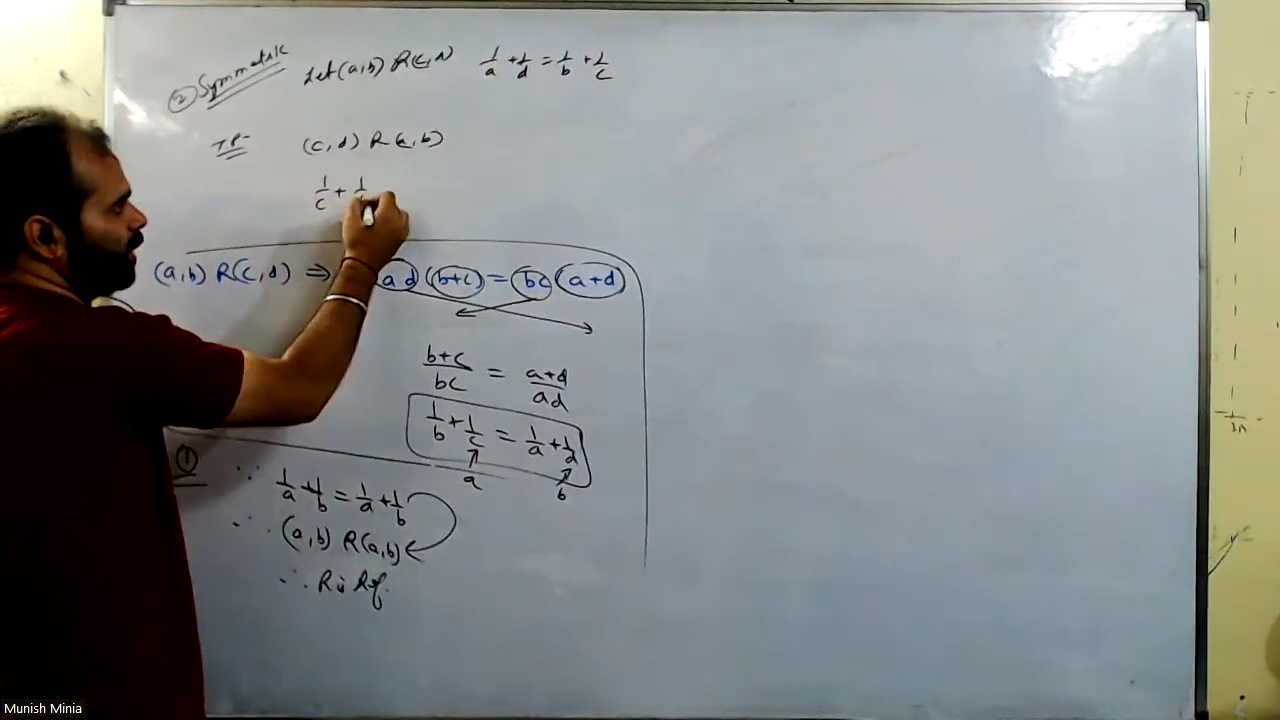 ② Symmetric Let (a,b) R(c,d) 1/a + 1/d = 1/b + 1/c
T.P- (c,d) R(a,b)
1/c + 1/
(a,b) R(c,d) ⇒ ad (b+c) = bc (a+d)
b+c/bc = a+d/ad
1/b + 1/c = 1/a + 1/d
a b
① ∵ 1/a + 1/b = 1/a + 1/b
∴ (a,b) R(a,b)
∴ R is Ref.
Munish Minia